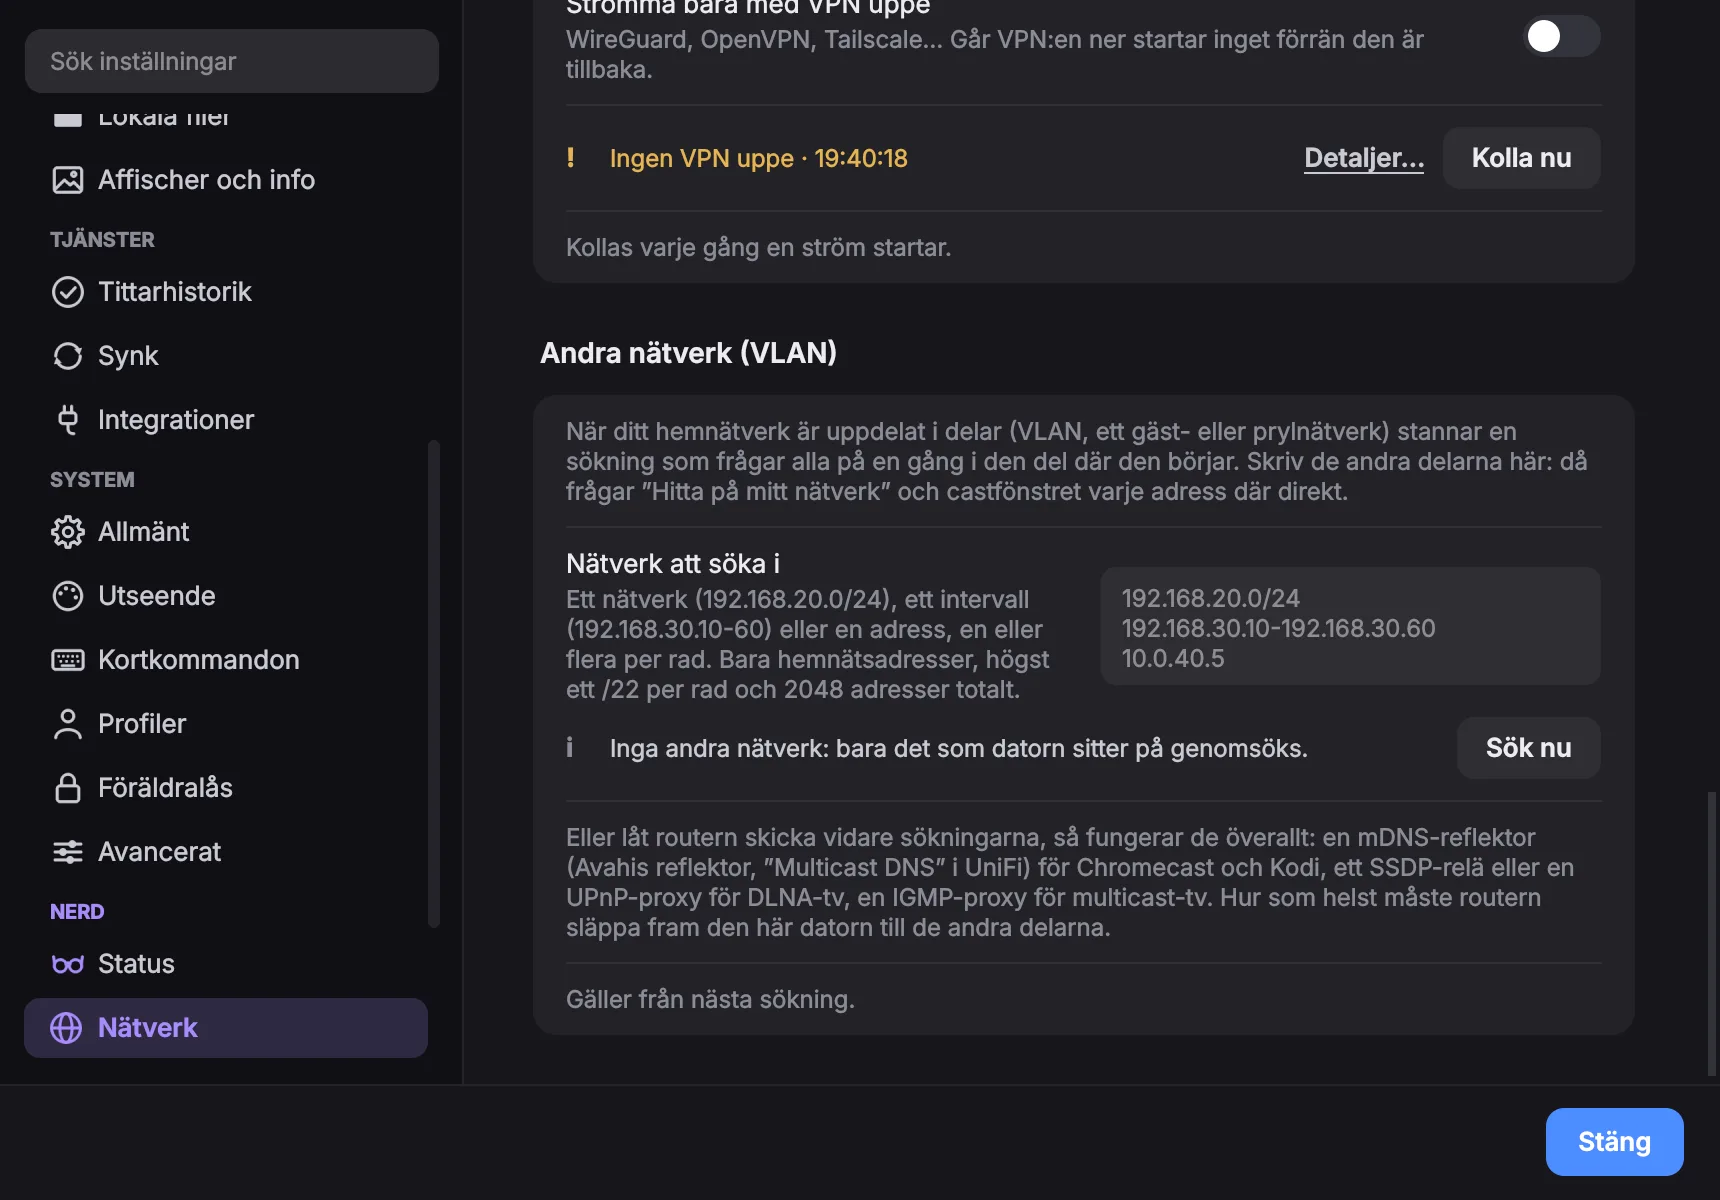 Sök inställningar
Lokala filer
Affischer och info
TJÄNSTER
Tittarhistorik
Synk
Integrationer
SYSTEM
Allmänt
Utseende
Kortkommandon
Profiler
Föräldralås
Avancerat
NERD
Status
Nätverk
Strömma bara med VPN uppe
WireGuard, OpenVPN, Tailscale... Går VPN:en ner startar inget förrän den är
tillbaka.
! Ingen VPN uppe · 19:40:18
Detaljer...
Kolla nu
Kollas varje gång en ström startar.
Andra nätverk (VLAN)
När ditt hemnätverk är uppdelat i delar (VLAN, ett gäst- eller prylnätverk) stannar en
sökning som frågar alla på en gång i den del där den börjar. Skriv de andra delarna här: då
frågar ”Hitta på mitt nätverk” och castfönstret varje adress där direkt.
Nätverk att söka i
Ett nätverk (192.168.20.0/24), ett intervall
(192.168.30.10-60) eller en adress, en eller
flera per rad. Bara hemnätsadresser, högst
ett /22 per rad och 2048 adresser totalt.
192.168.20.0/24
192.168.30.10-192.168.30.60
10.0.40.5
i Inga andra nätverk: bara det som datorn sitter på genomsöks.
Sök nu
Eller låt routern skicka vidare sökningarna, så fungerar de överallt: en mDNS-reflektor
(Avahis reflektor, ”Multicast DNS” i UniFi) för Chromecast och Kodi, ett SSDP-relä eller en
UPnP-proxy för DLNA-tv, en IGMP-proxy för multicast-tv. Hur som helst måste routern
släppa fram den här datorn till de andra delarna.
Gäller från nästa sökning.
Stäng